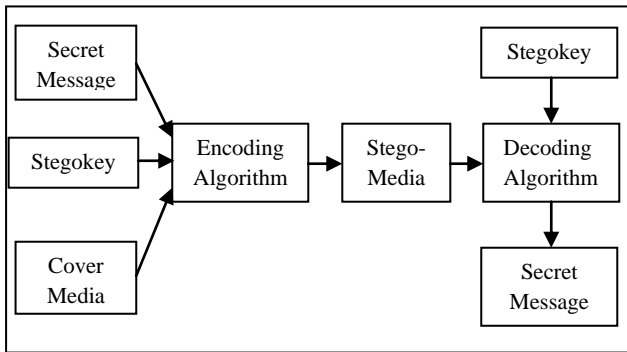 Secret
Message
Stegokey
Cover
Media
Encoding
Algorithm
Stego-
Media
Stegokey
Decoding
Algorithm
Secret
Message